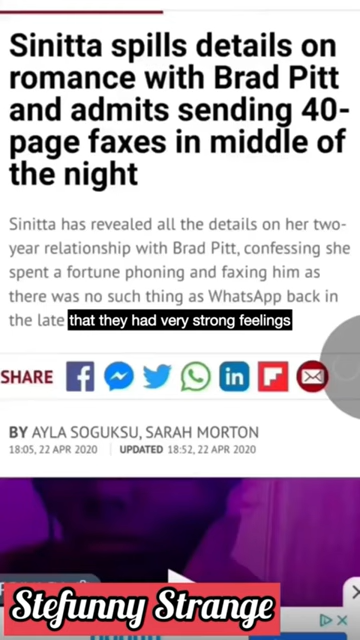 Sinitta spills details on
romance with Brad Pitt
and admits sending 40-
page faxes in middle of
the night
Sinitta has revealed all the details on her two-
year relationship with Brad Pitt, confessing she
spent a fortune phoning and faxing him as
there was no such thing as WhatsApp back in
the late that they had very strong feelings
SHARE
BY AYLA SOGUKSU, SARAH MORTON
18:05, 22 APR 2020 UPDATED 18:52, 22 APR 2020
Stefunny Strange